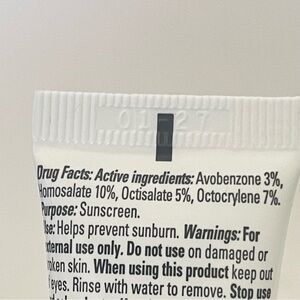 01-27
Drug Facts: Active ingredients: Avobenzone 3%,
Homosalate 10%, Octisalate 5%, Octocrylene 7%.
Purpose: Sunscreen.
Use: Helps prevent sunburn. Warnings: For
external use only. Do not use on damaged or
broken skin. When using this product keep out
of eyes. Rinse with water to remove. Stop use